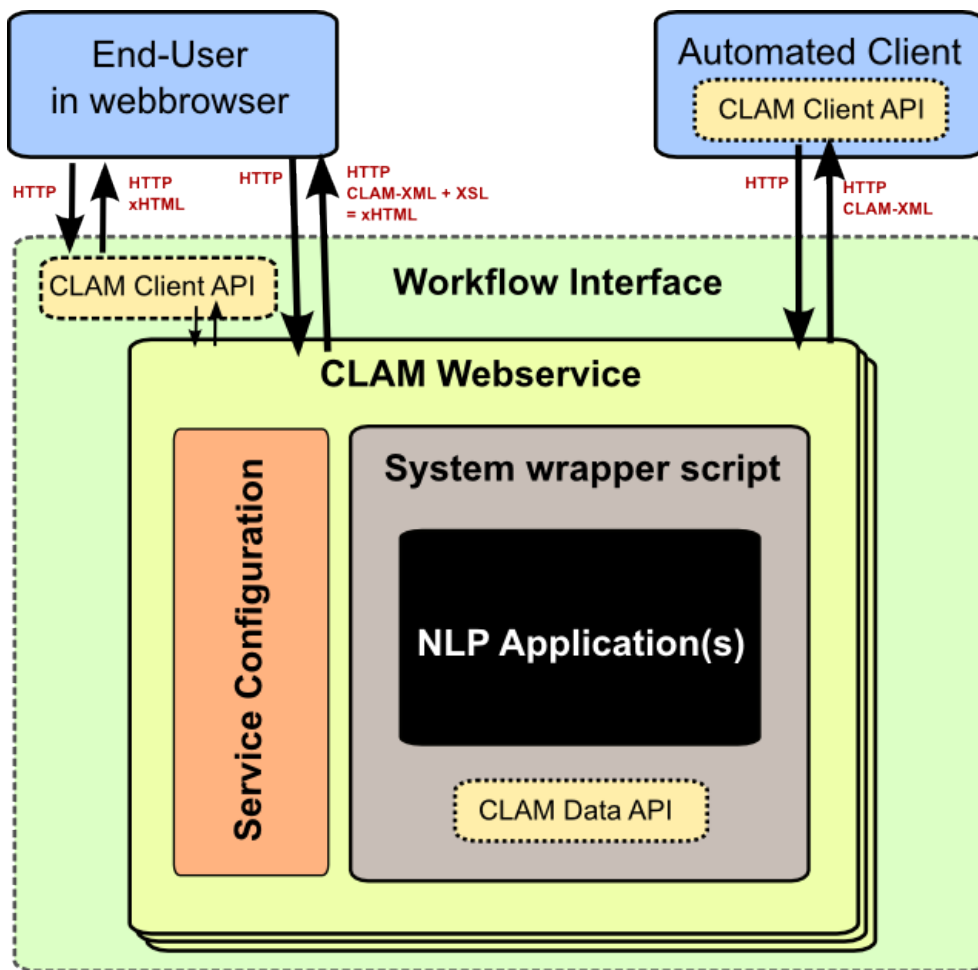 End-User
in webbrowser
Automated Client
CLAM Client API
HTTP
HTTP
xHTML
HTTP
HTTP
CLAM-XML + XSL
= xHTML
HTTP
HTTP
CLAM-XML
CLAM Client API
Workflow Interface
CLAM Webservice
Service Configuration
System wrapper script
NLP Application(s)
CLAM Data API